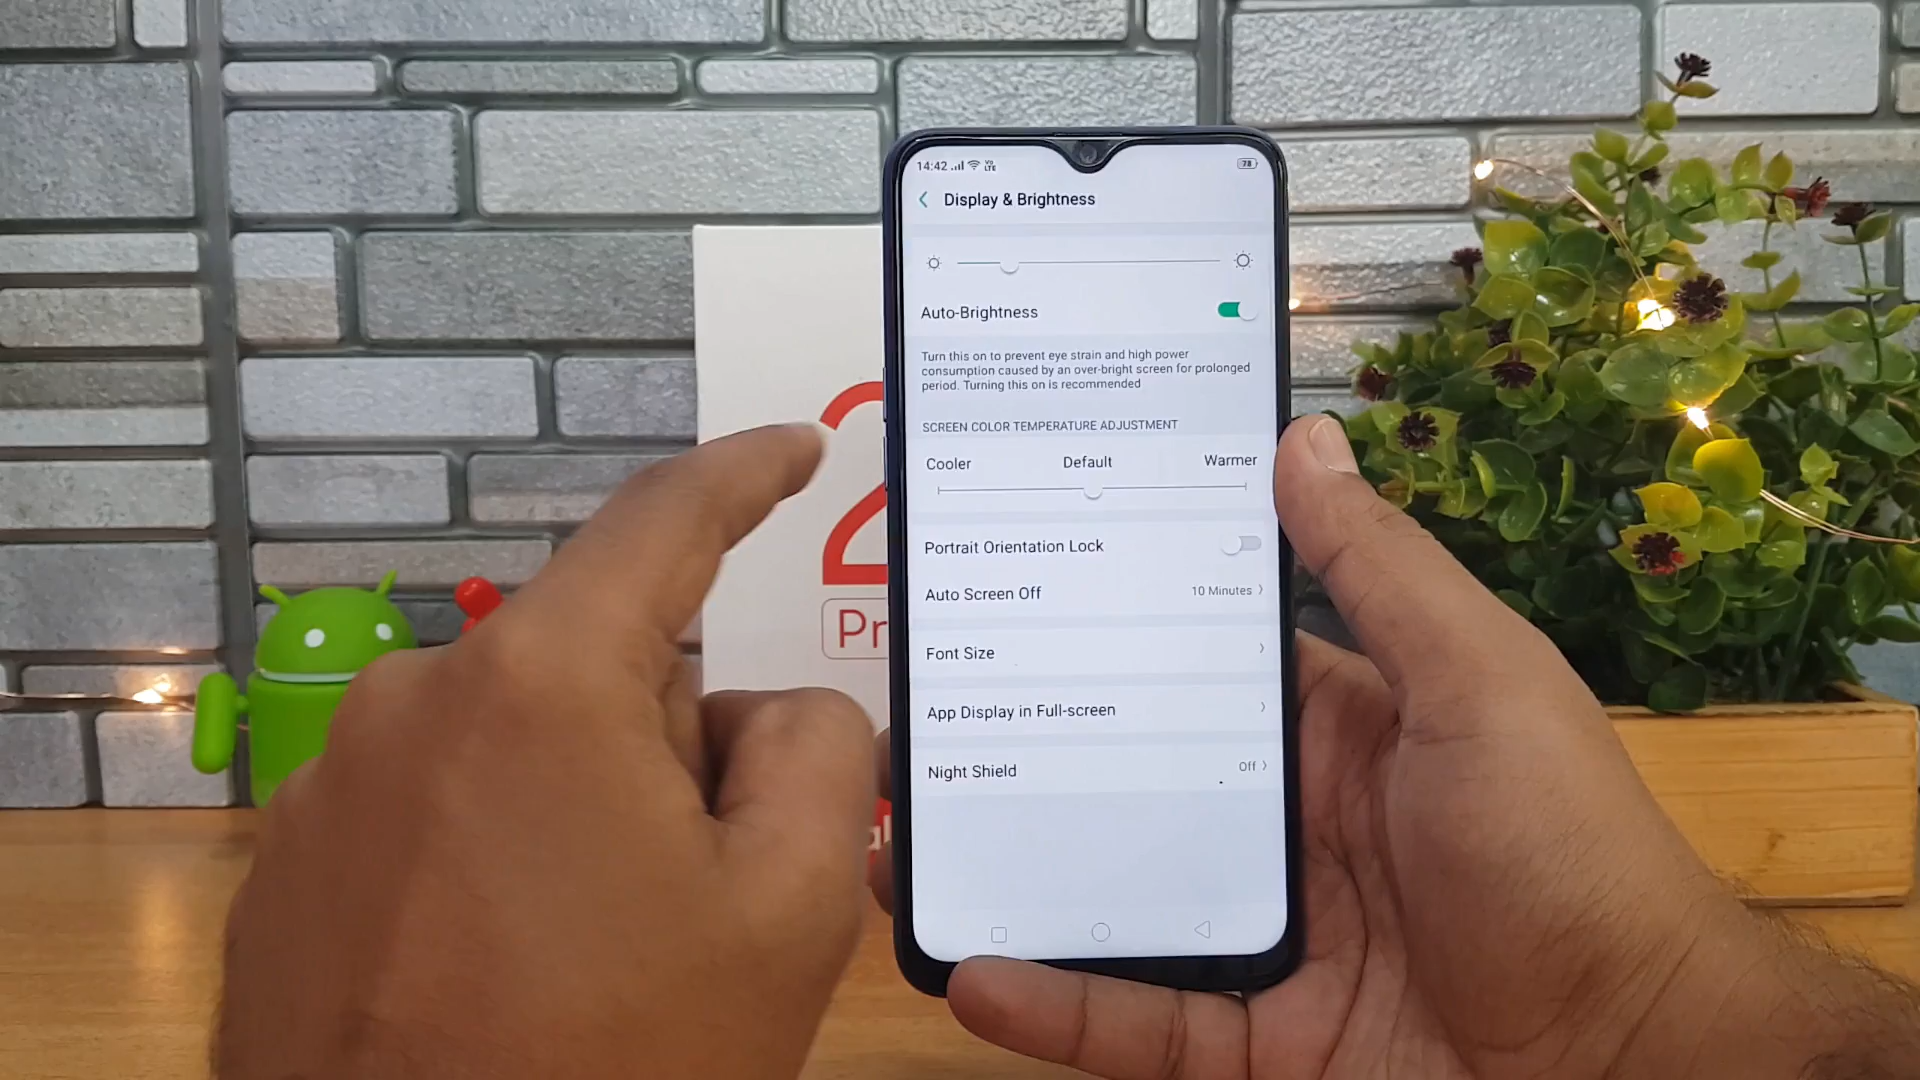 14:42
VO
LTE
78
Display & Brightness
Auto-Brightness
Turn this on to prevent eye strain and high power
consumption caused by an over-bright screen for prolonged
period. Turning this on is recommended
SCREEN COLOR TEMPERATURE ADJUSTMENT
Cooler Default Warmer
Portrait Orientation Lock
Auto Screen Off 10 Minutes
Font Size
App Display in Full-screen
Night Shield Off
2
Pr